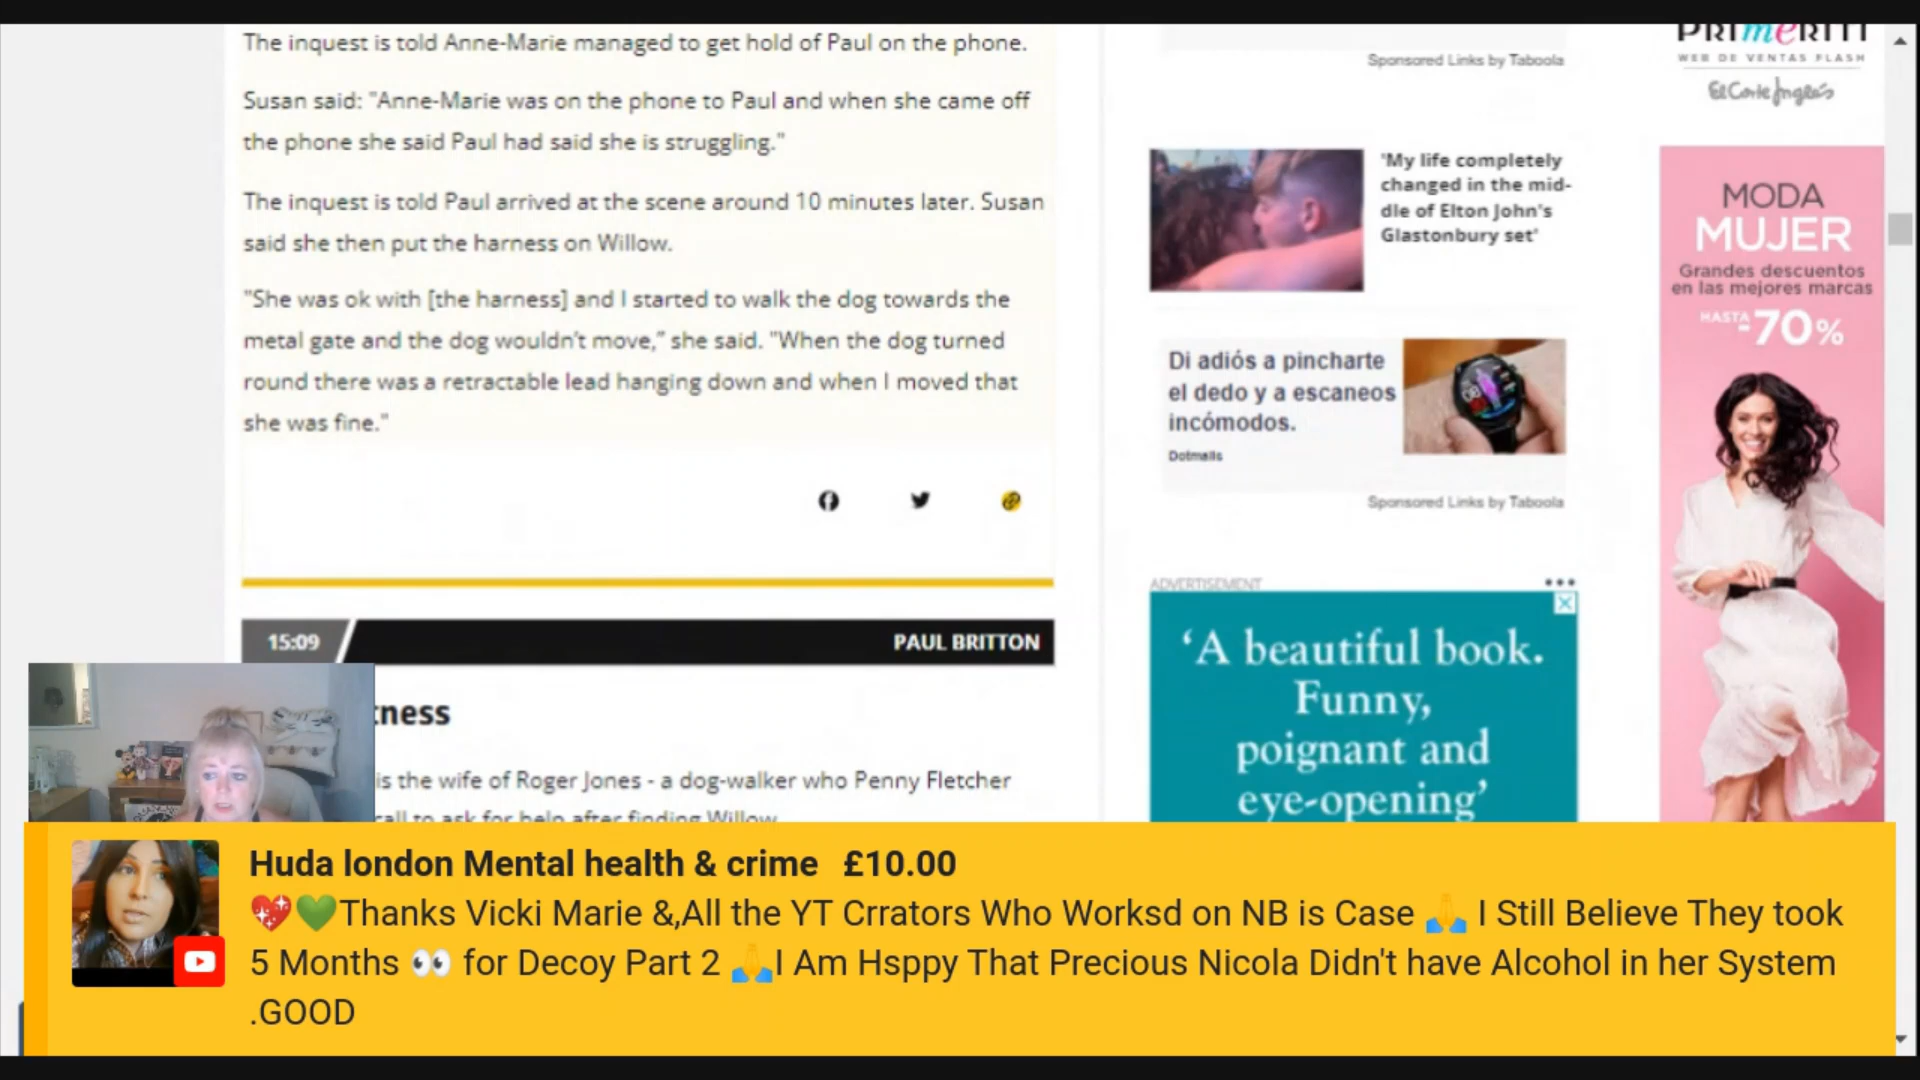 The inquest is told Anne-Marie managed to get hold of Paul on the phone.
Susan said: "Anne-Marie was on the phone to Paul and when she came off
the phone she said Paul had said she is struggling."
The inquest is told Paul arrived at the scene around 10 minutes later. Susan
said she then put the harness on Willow.
"She was ok with [the harness] and I started to walk the dog towards the
metal gate and the dog wouldn't move," she said. "When the dog turned
round there was a retractable lead hanging down and when I moved that
she was fine."
15:09
PAUL BRITTON
tness
is the wife of Roger Jones - a dog-walker who Penny Fletcher
call to ask for help after finding Willow
Sponsored Links by Taboola
'My life completely
changed in the mid-
dle of Elton John's
Glastonbury set'
Di adiós a pincharte
el dedo y a escaneos
incómodos.
Dotmalls
Sponsored Links by Taboola
ADVERTISEMENT
'A beautiful book.
Funny,
poignant and
eye-opening'
PRIMERITI
WEB DE VENTAS FLASH
El Corte Inglés
MODA
MUJER
Grandes descuentos
en las mejores marcas
HASTA
-70%
Huda london Mental health & crime £10.00
💖💚Thanks Vicki Marie &,All the YT Crrators Who Worksd on NB is Case 🙏 I Still Believe They took
5 Months 👀 for Decoy Part 2 🙏I Am Hsppy That Precious Nicola Didn't have Alcohol in her System
.GOOD